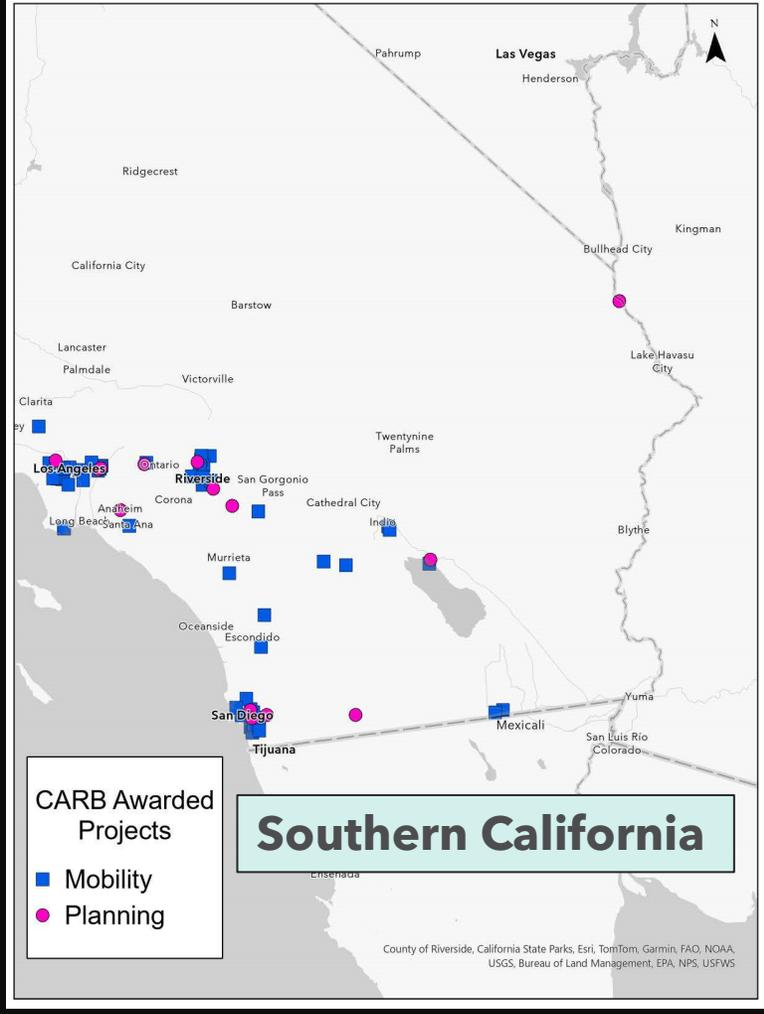 N
Pahrump
Las Vegas
Henderson
Ridgecrest
Kingman
Bullhead City
California City
Barstow
Lancaster
Lake Havasu
City
Palmdale
Victorville
Clarita
ey
Twentynine
Palms
Los Angeles
Ontario
Riverside
San Gorgonio
Pass
Corona
Cathedral City
Anaheim
Long Beach
Santa Ana
Indio
Blythe
Murrieta
Oceanside
Escondido
Yuma
San Diego
Mexicali
San Luis Río
Colorado
Tijuana
CARB Awarded
Projects
Mobility
Planning
Southern California
Ensenada
County of Riverside, California State Parks, Esri, TomTom, Garmin, FAO, NOAA,
USGS, Bureau of Land Management, EPA, NPS, USFWS